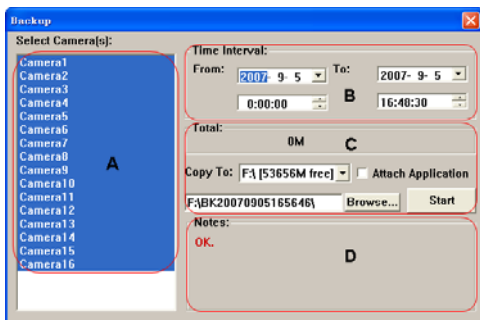 Backup
Select Camera(s):
Camera1
Camera2
Camera3
Camera4
Camera5
Camera6
Camera7
Camera8
Camera9
Camera10
Camera11
Camera12
Camera13
Camera14
Camera15
Camera16
A
Time Interval:
From: 2007- 9- 5 To: 2007- 9- 5
0:00:00 B 16:48:30
Total:
0M C
Copy To: F:\ [53656M free] Attach Application
F:\BK20070905165646\ Browse... Start
Notes:
OK.
D